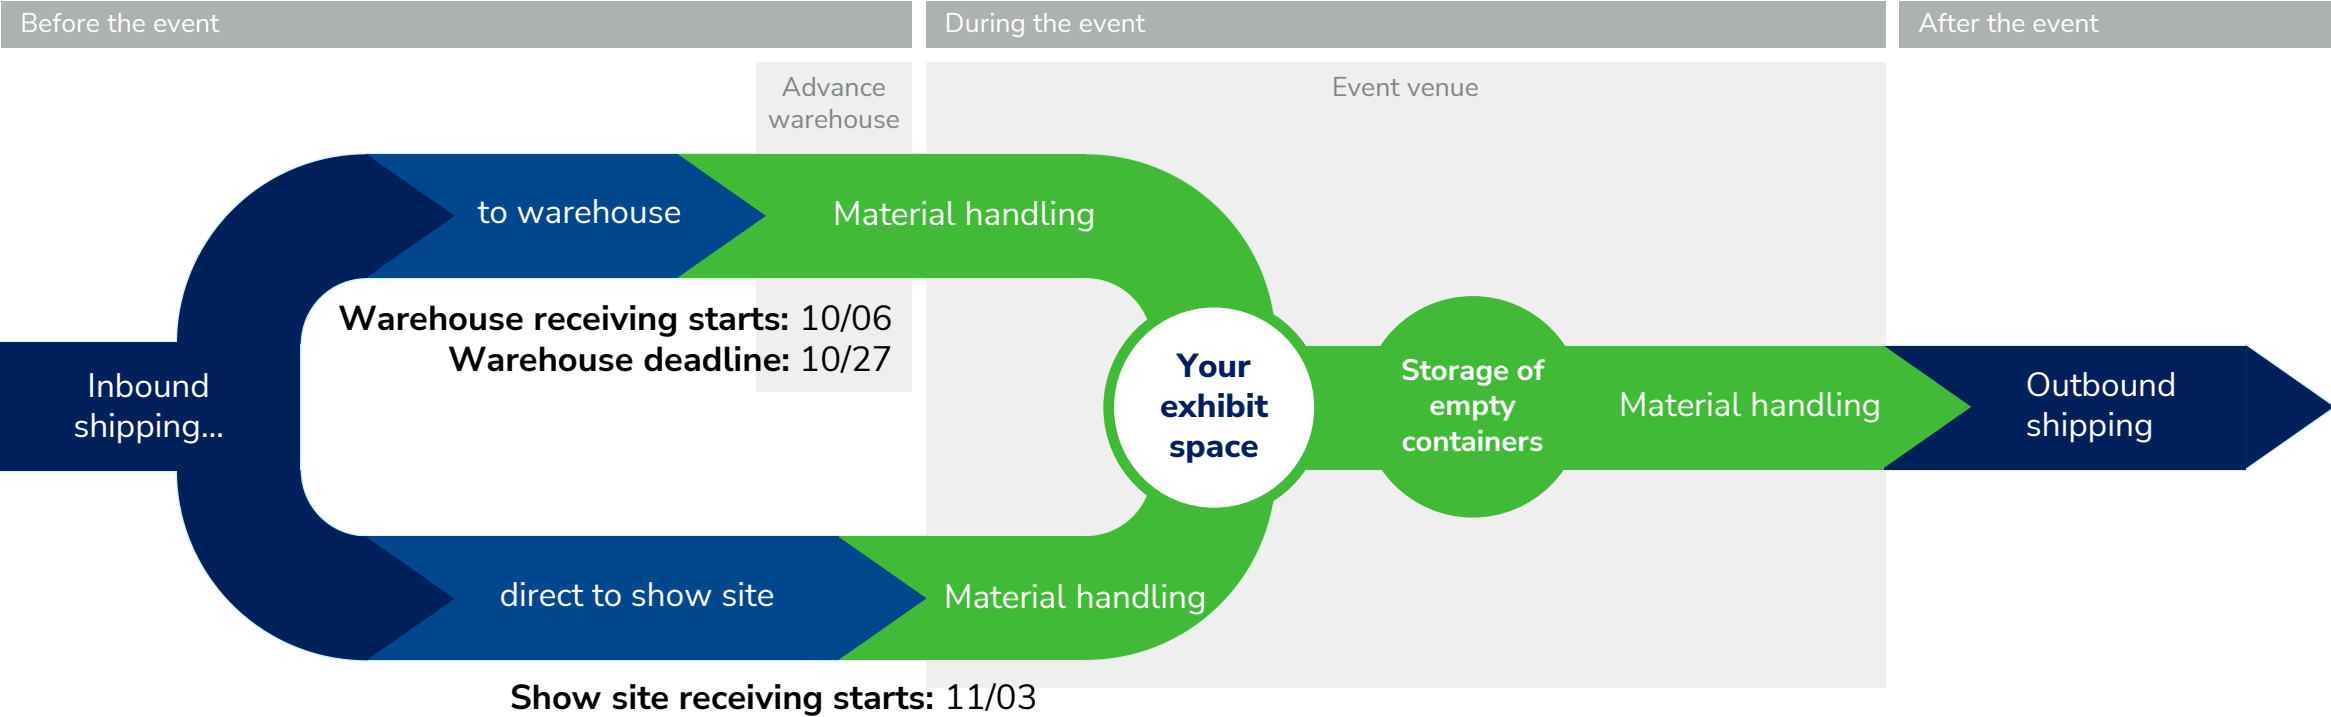 Before the event
During the event
After the event
Advance
warehouse
Event venue
to warehouse
Material handling
Warehouse receiving starts: 10/06
Warehouse deadline: 10/27
Inbound
shipping...
Your
exhibit
space
Storage of
empty
containers
Material handling
Outbound
shipping
direct to show site
Material handling
Show site receiving starts: 11/03